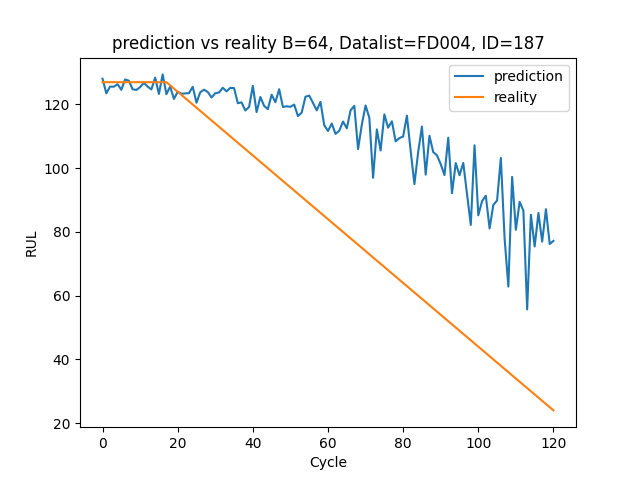 prediction vs reality B=64, Datalist=FD004, ID=187
prediction
reality
RUL
120
100
80
60
40
20
0 20 40 60 80 100 120
Cycle